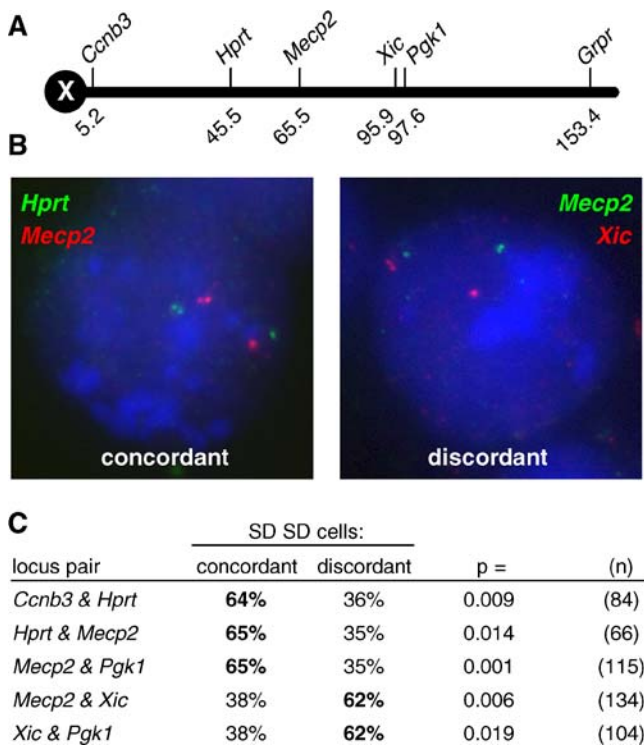 A
Ccnb3 Hprt Mecp2 Xic Pgk1 Grpr
X
5.2 45.5 65.5 95.9 97.6 153.4
B
Hprt
Mecp2
concordant
Mecp2
Xic
discordant
C
SD SD cells:
locus pair concordant discordant p = (n)
Ccnb3 & Hprt 64% 36% 0.009 (84)
Hprt & Mecp2 65% 35% 0.014 (66)
Mecp2 & Pgk1 65% 35% 0.001 (115)
Mecp2 & Xic 38% 62% 0.006 (134)
Xic & Pgk1 38% 62% 0.019 (104)